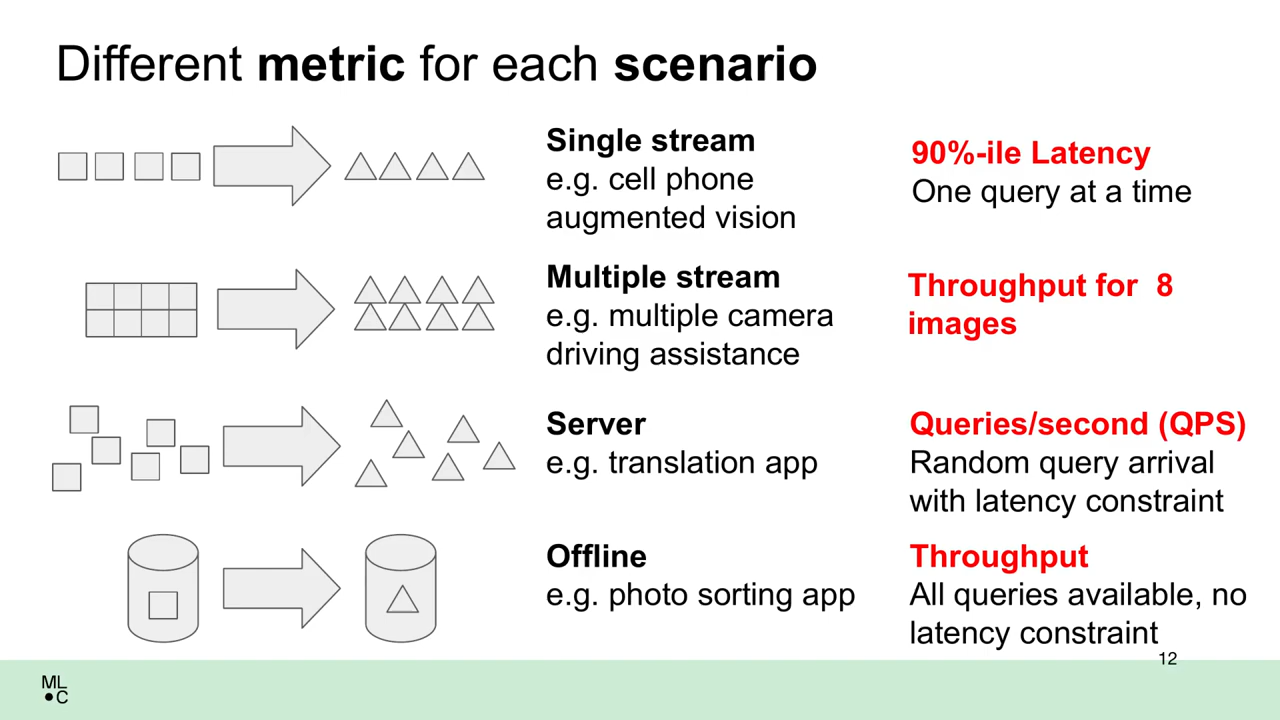 Different metric for each scenario
Single stream
e.g. cell phone
augmented vision
90%-ile Latency
One query at a time
Multiple stream
e.g. multiple camera
driving assistance
Throughput for 8
images
Server
e.g. translation app
Queries/second (QPS)
Random query arrival
with latency constraint
Offline
e.g. photo sorting app
Throughput
All queries available, no
latency constraint
12
ML
C